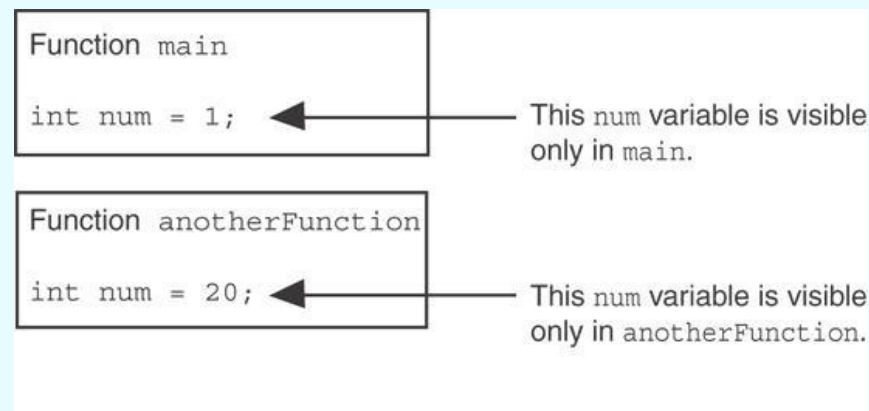 Function main
int num = 1;
This num variable is visible
only in main.
Function anotherFunction
int num = 20;
This num variable is visible
only in anotherFunction.